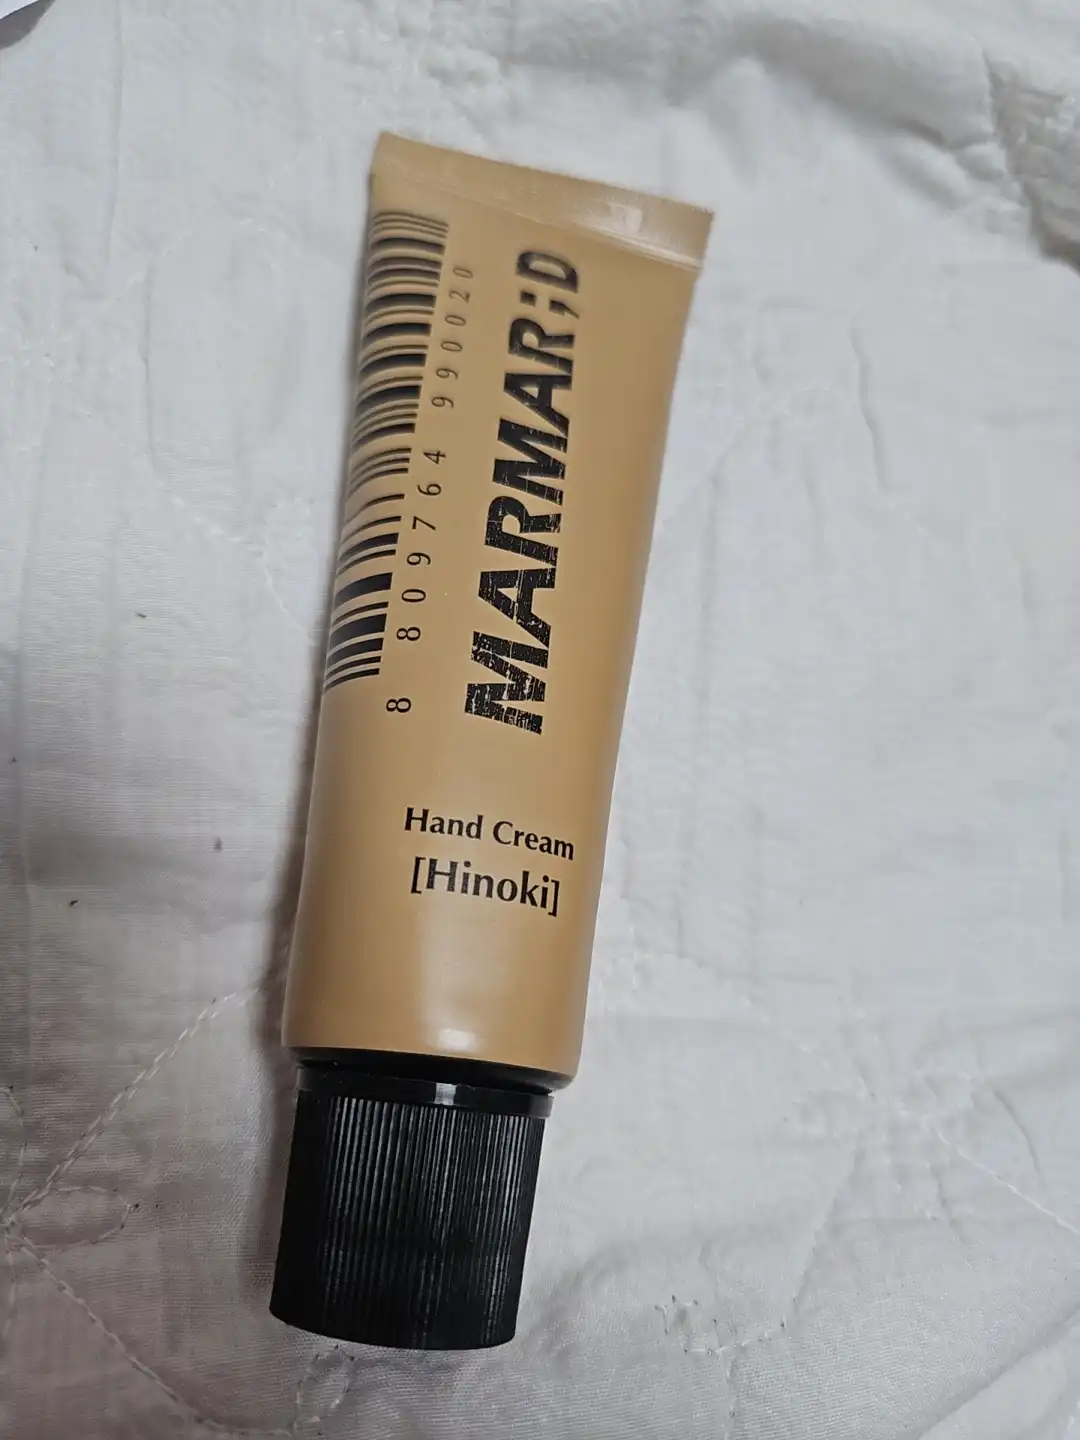 MARMAR;D
8 809764 990020
Hand Cream
[Hinoki]